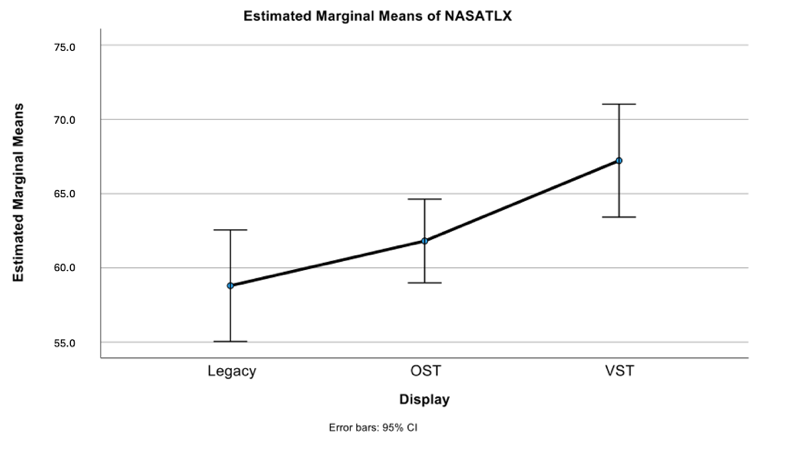 Estimated Marginal Means of NASATLX
75.0
70.0
65.0
60.0
55.0
Estimated Marginal Means
Legacy OST VST
Display
Error bars: 95% CI